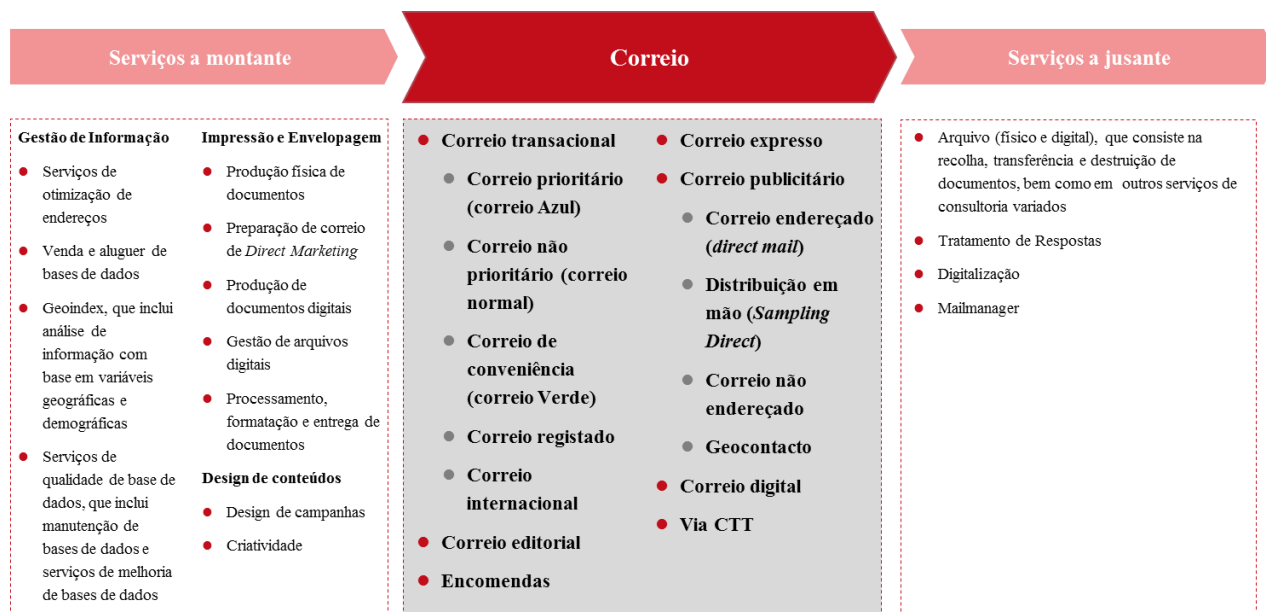 Serviços a montante
Correio
Serviços a jusante
Gestão de Informação
Serviços de
otimização de
endereços
Venda e aluguer de
bases de dados
Geoindex, que inclui
análise de
informação com
base em variáveis
geográficas e
demográficas
Serviços de
qualidade de base de
dados, que inclui
manutenção de
bases de dados e
serviços de melhoria
de bases de dados
Impressão e Envelopagem
Produção física de
documentos
Preparação de correio
de Direct Marketing
Produção de
documentos digitais
Gestão de arquivos
digitais
Processamento,
formatação e entrega de
documentos
Design de conteúdos
Design de campanhas
Criatividade
Correio transacional
Correio prioritário
(correio Azul)
Correio não
prioritário (correio
normal)
Correio de
conveniência
(correio Verde)
Correio registado
Correio
internacional
Correio editorial
Encomendas
Correio expresso
Correio publicitário
Correio endereçado
(direct mail)
Distribuição em
mão (Sampling
Direct)
Correio não
endereçado
Geocontacto
Correio digital
Via CTT
Arquivo (físico e digital), que consiste na
recolha, transferência e destruição de
documentos, bem como em outros serviços de
consultoria variados
Tratamento de Respostas
Digitalização
Mailmanager